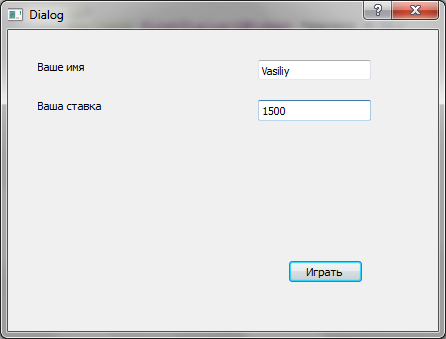 Dialog
Ваше имя
Vasiliy
Ваша ставка
1500
Играть